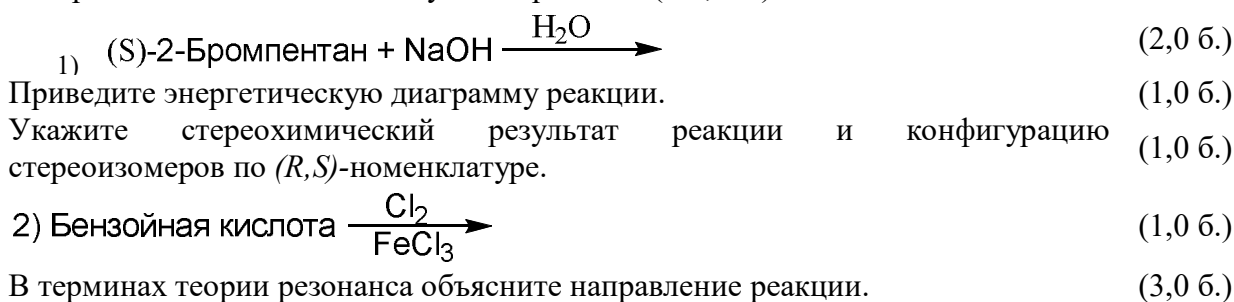 H₂O
1) (S)-2-Бромпентан + NaOH (2,0 б.)
Приведите энергетическую диаграмму реакции. (1,0 б.)
Укажите стереохимический результат реакции и конфигурацию
стереоизомеров по (R,S)-номенклатуре. (1,0 б.)
Cl₂
2) Бензойная кислота (1,0 б.)
FeCl₃
В терминах теории резонанса объясните направление реакции. (3,0 б.)